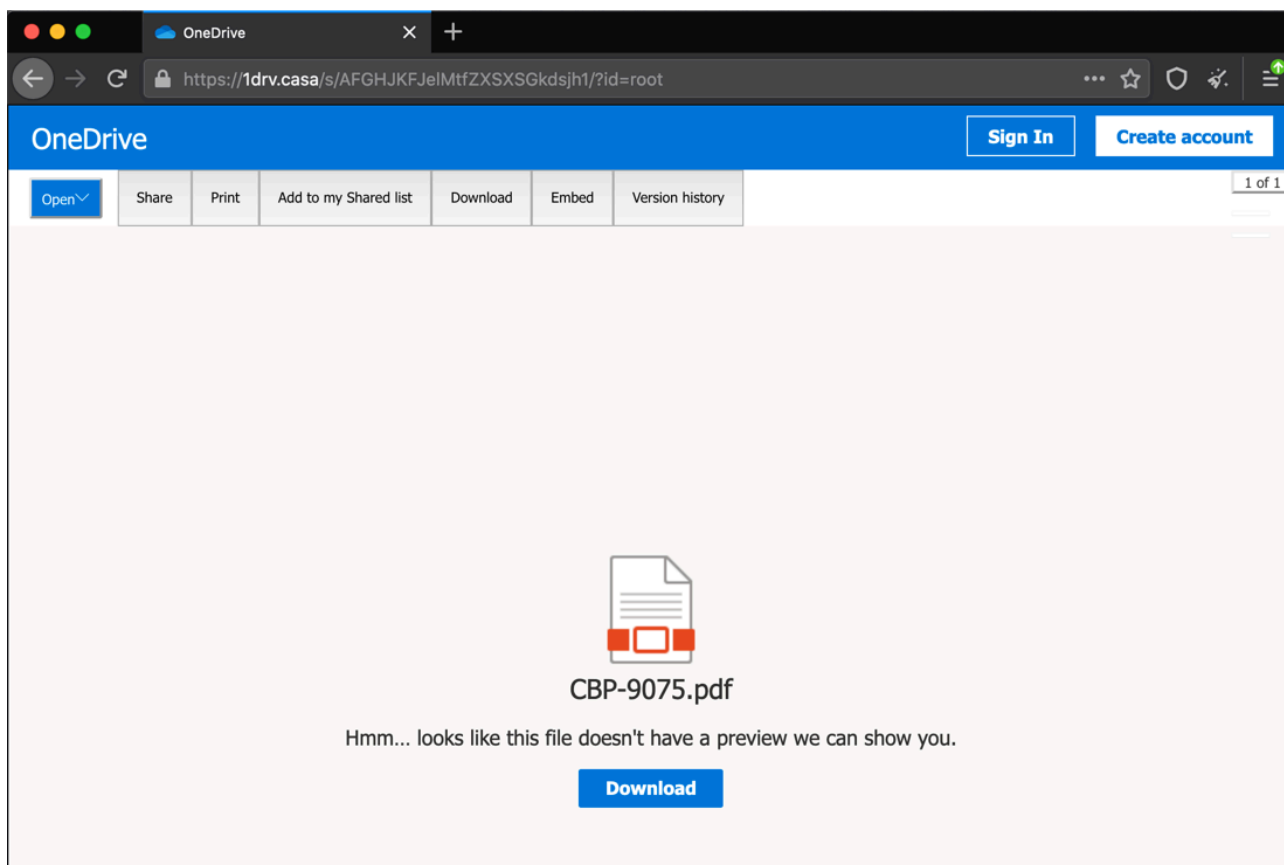 OneDrive
https://1drv.casa/s/AFGHJKFJelMtfZXSXSGkdsjh1/?id=root
OneDrive
Sign In
Create account
Open
Share
Print
Add to my Shared list
Download
Embed
Version history
1 of 1
CBP-9075.pdf
Hmm... looks like this file doesn't have a preview we can show you.
Download